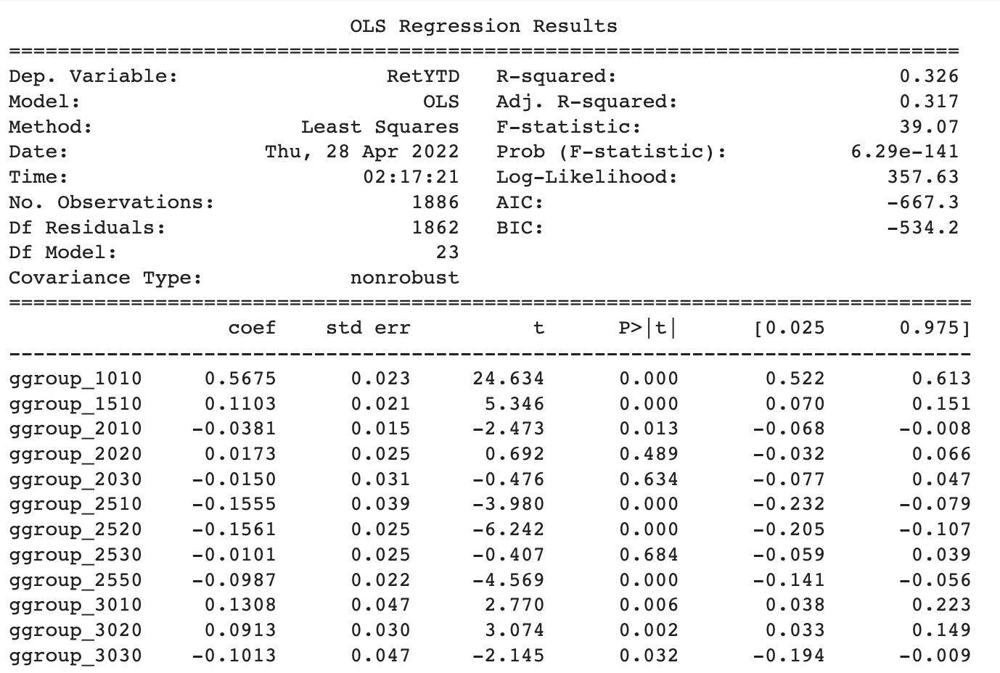 OLS Regression Results
==============================================================================
Dep. Variable: RetYTD R-squared: 0.326
Model: OLS Adj. R-squared: 0.317
Method: Least Squares F-statistic: 39.07
Date: Thu, 28 Apr 2022 Prob (F-statistic): 6.29e-141
Time: 02:17:21 Log-Likelihood: 357.63
No. Observations: 1886 AIC: -667.3
Df Residuals: 1862 BIC: -534.2
Df Model: 23
Covariance Type: nonrobust
===============================================================================
coef std err t P>|t| [0.025 0.975]
-------------------------------------------------------------------------------
ggroup_1010 0.5675 0.023 24.634 0.000 0.522 0.613
ggroup_1510 0.1103 0.021 5.346 0.000 0.070 0.151
ggroup_2010 -0.0381 0.015 -2.473 0.013 -0.068 -0.008
ggroup_2020 0.0173 0.025 0.692 0.489 -0.032 0.066
ggroup_2030 -0.0150 0.031 -0.476 0.634 -0.077 0.047
ggroup_2510 -0.1555 0.039 -3.980 0.000 -0.232 -0.079
ggroup_2520 -0.1561 0.025 -6.242 0.000 -0.205 -0.107
ggroup_2530 -0.0101 0.025 -0.407 0.684 -0.059 0.039
ggroup_2550 -0.0987 0.022 -4.569 0.000 -0.141 -0.056
ggroup_3010 0.1308 0.047 2.770 0.006 0.038 0.223
ggroup_3020 0.0913 0.030 3.074 0.002 0.033 0.149
ggroup_3030 -0.1013 0.047 -2.145 0.032 -0.194 -0.009